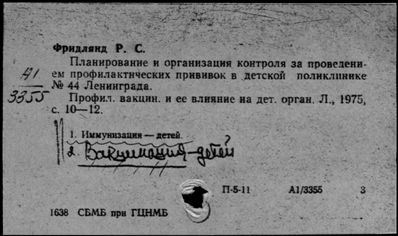 Фридлянд Р. С.
Планирование и организация контроля за проведени-
ем профилактических прививок в детской поликлинике
№ 44 Ленинграда.
А1
3355
Профил. вакцин. и ее влияние на дет. орган. Л., 1975,
с. 10—12.
1. Иммунизация — детей.
2. Вакцинация - детей
П-5-11 А1/3355 3
1638 СБМБ при ГЦНМБ